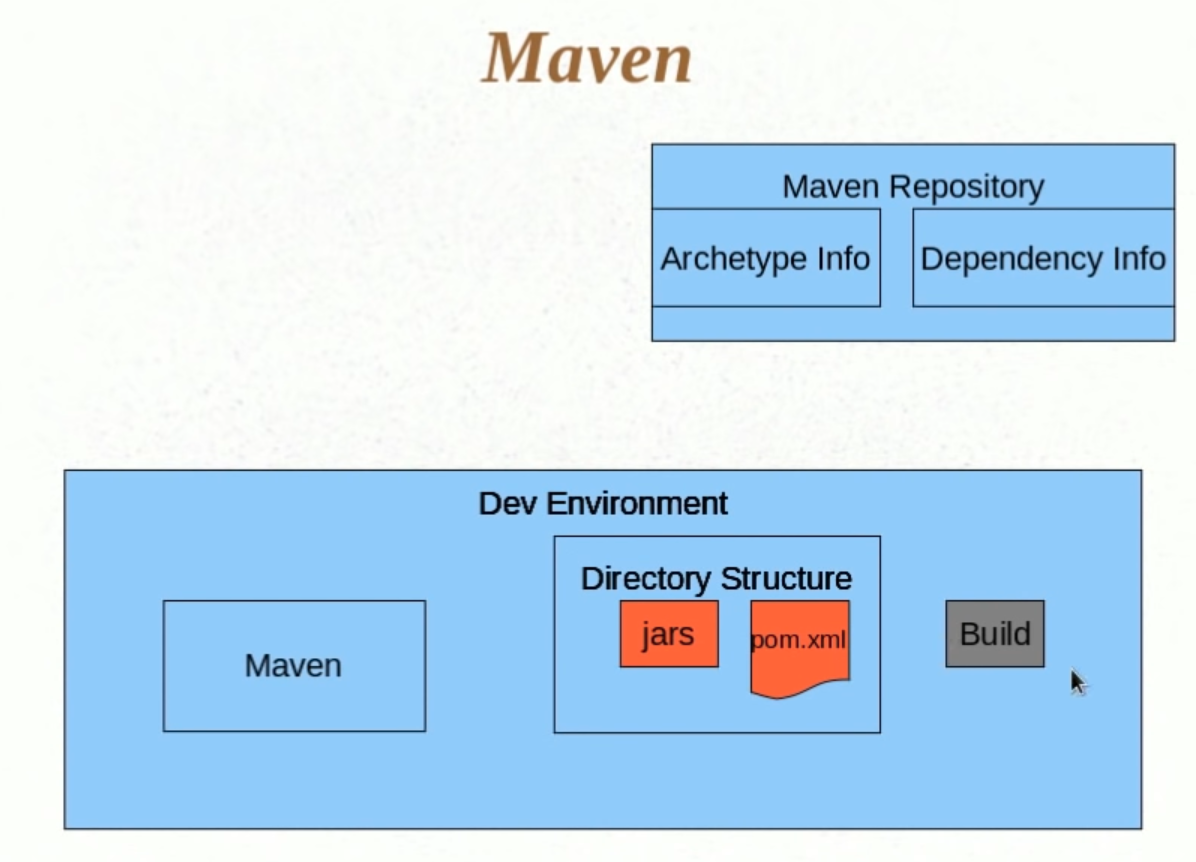 Maven
Maven Repository
Archetype Info
Dependency Info
Dev Environment
Directory Structure
jars
pom.xml
Build
Maven